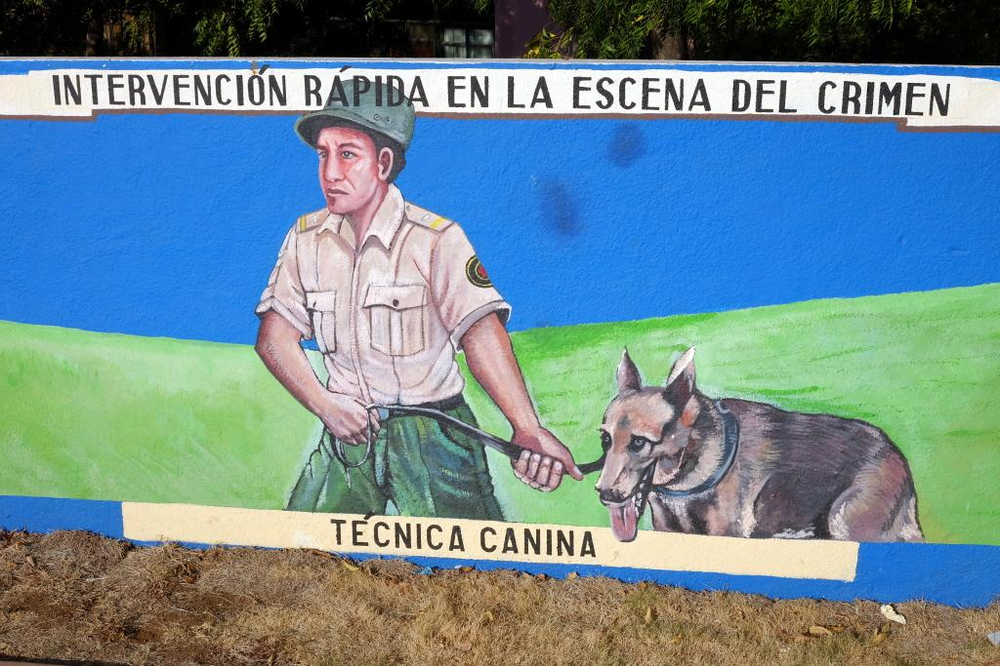 INTERVENCIÓN RÁPIDA EN LA ESCENA DEL CRIMEN
TÉCNICA CANINA